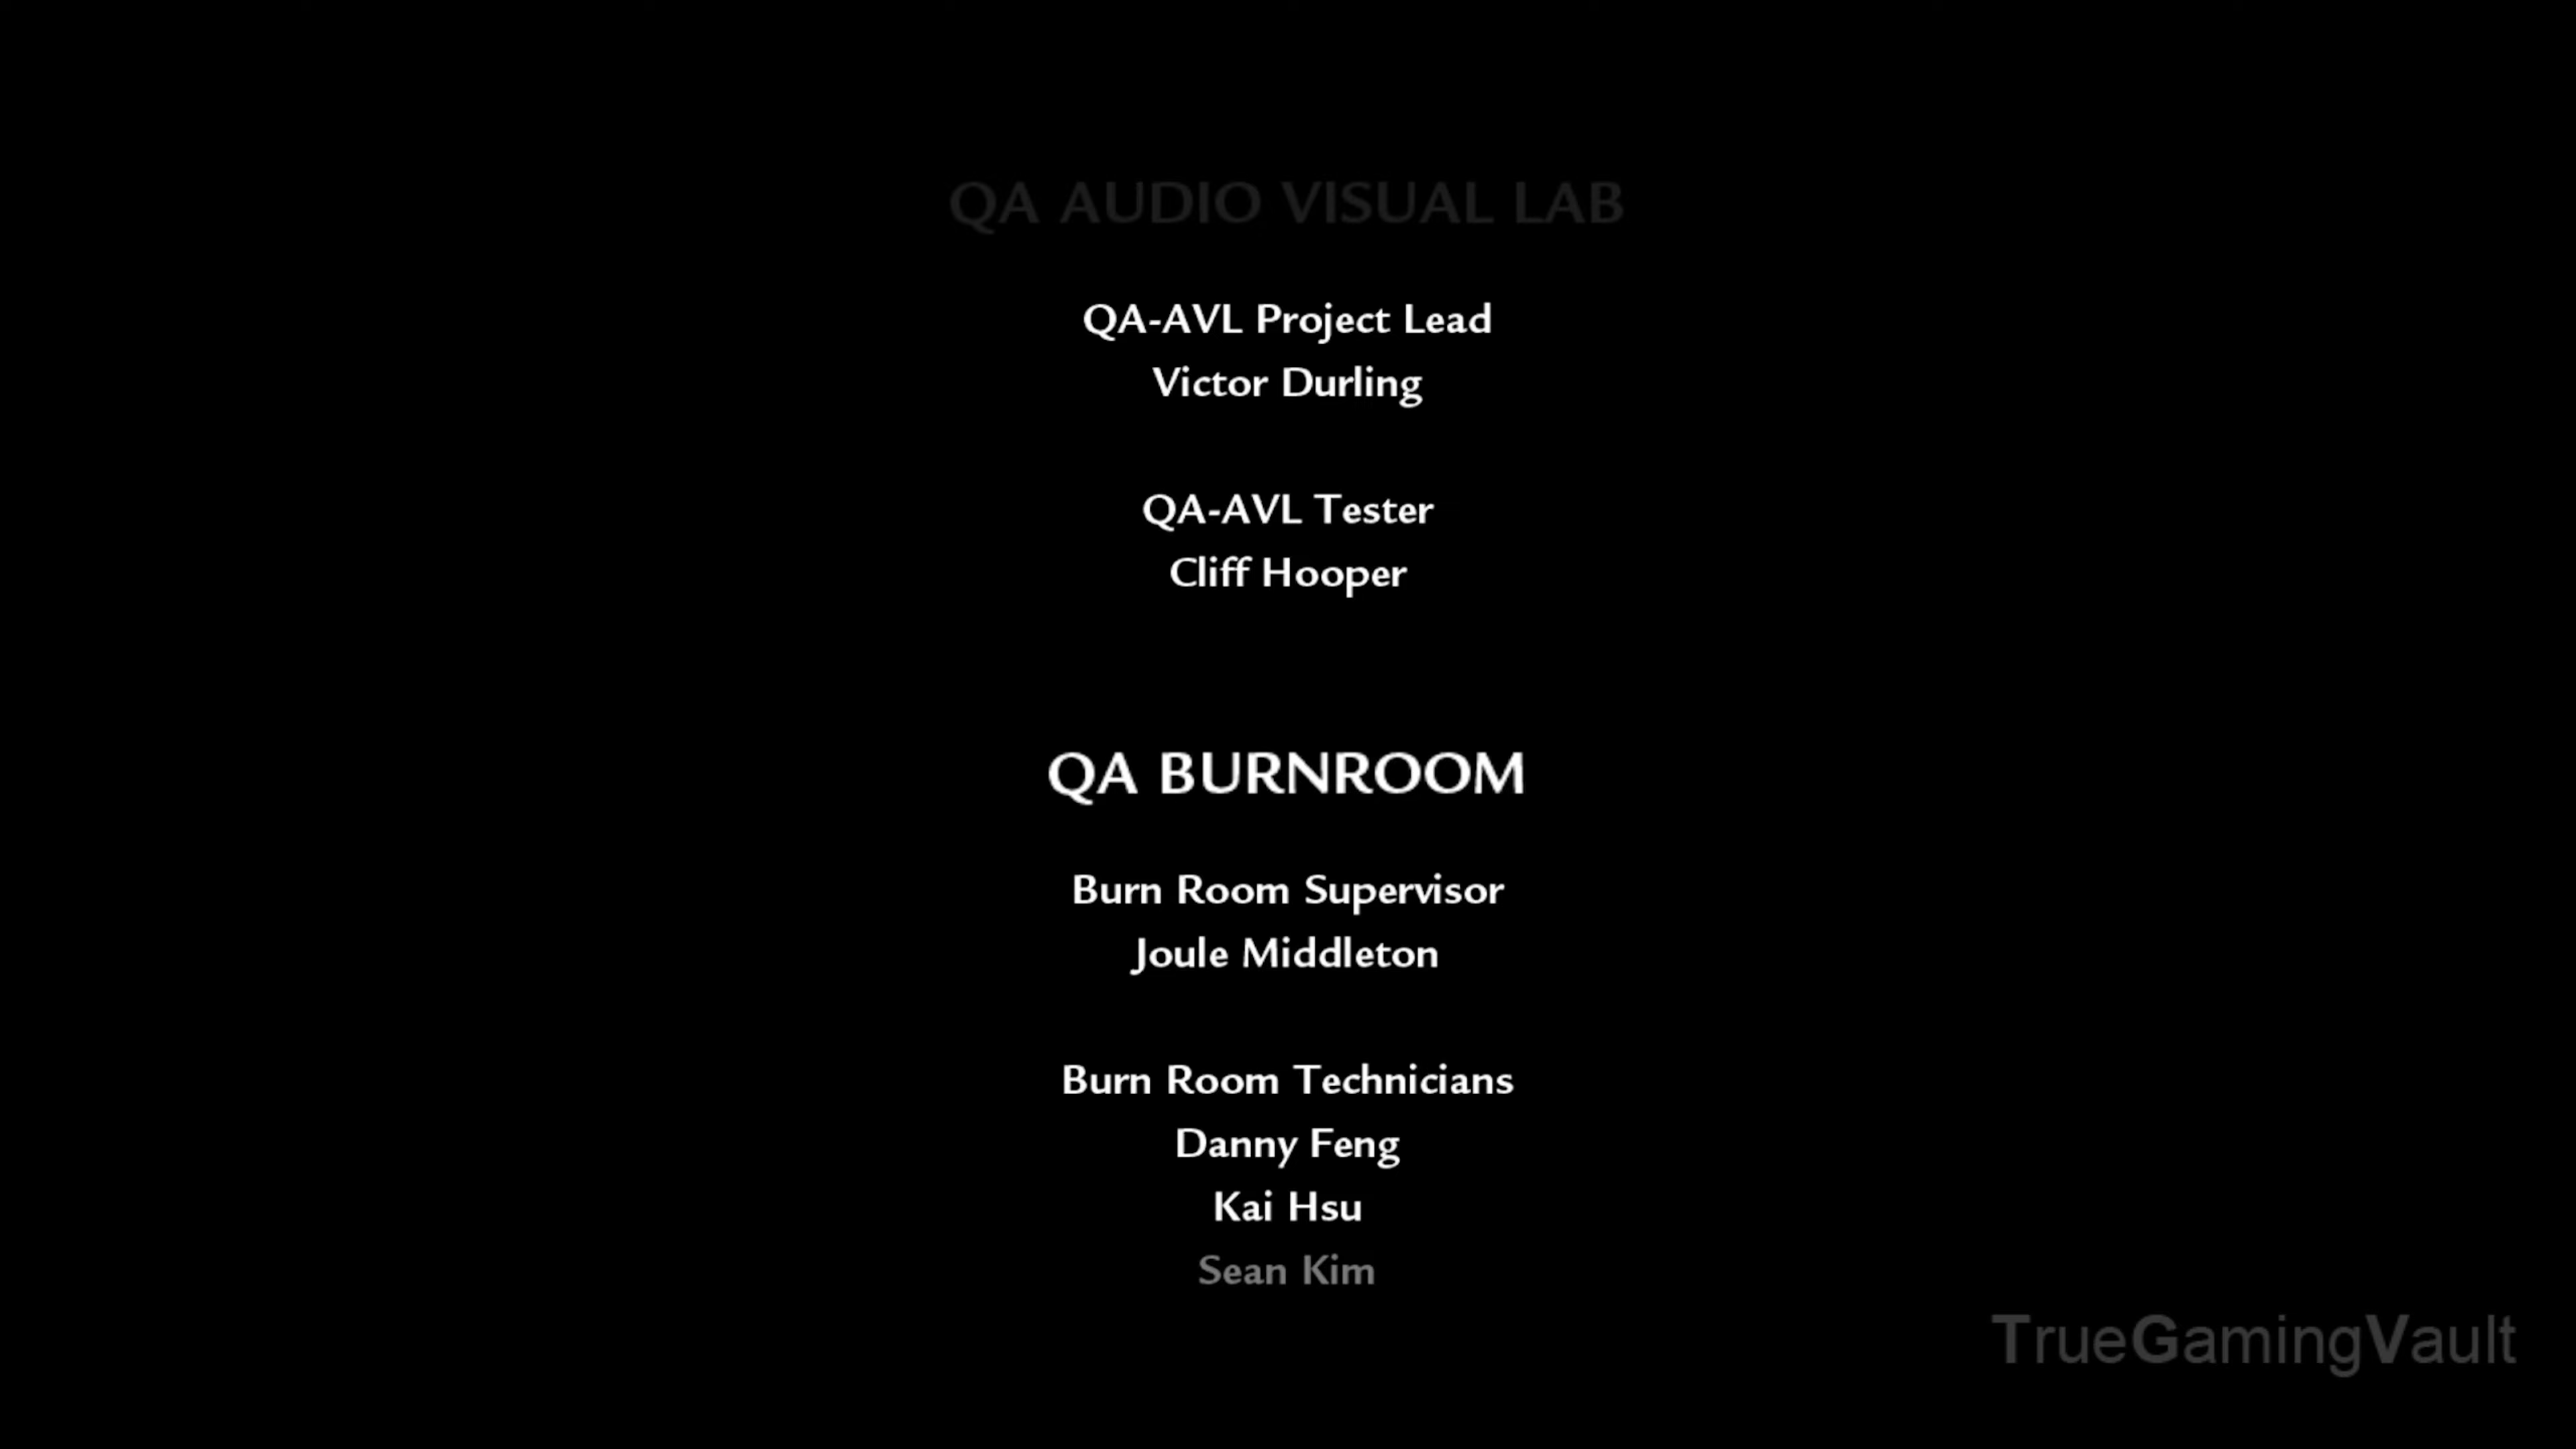 QA AUDIO VISUAL LAB
QA-AVL Project Lead
Victor Durling
QA-AVL Tester
Cliff Hooper
QA BURNROOM
Burn Room Supervisor
Joule Middleton
Burn Room Technicians
Danny Feng
Kai Hsu
Sean Kim
TrueGamingVault